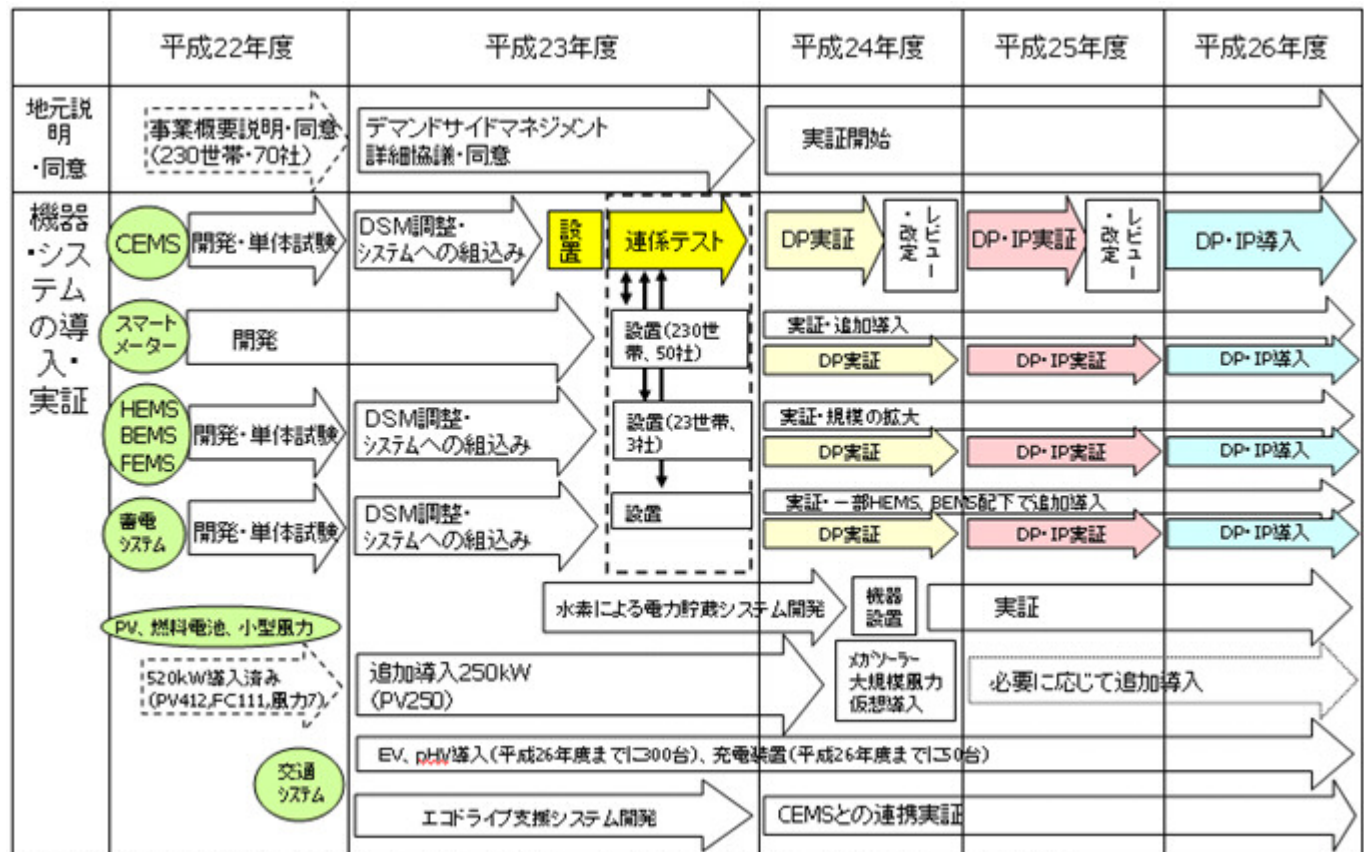 平成22年度
平成23年度
平成24年度
平成25年度
平成26年度
地元説
明
・同意
事業概要説明・同意
(230世帯・70社)
デマンドサイドマネジメント
詳細協議・同意
実証開始
機器
・シス
テム
の導
入・
実証
CEMS
開発・単体試験
DSM調整・
システムへの組込み
設置
連係テスト
DP実証
レビュー
・改定
DP・IP実証
レビュー
・改定
DP・IP導入
スマート
メーター
開発
設置(230世
帯、50社)
実証・追加導入
DP実証
DP・IP実証
DP・IP導入
HEMS
BEMS
FEMS
開発・単体試験
DSM調整・
システムへの組込み
設置(23世帯、
3社)
実証・規模の拡大
DP実証
DP・IP実証
DP・IP導入
蓄電
システム
開発・単体試験
DSM調整・
システムへの組込み
設置
実証・一部HEMS、BEMS配下で追加導入
DP実証
DP・IP実証
DP・IP導入
水素による電力貯蔵システム開発
機器
設置
実証
PV、燃料電池、小型風力
520kW導入済み
(PV412,FC111,風力7)
追加導入250kW
(PV250)
メガソーラー
大規模風力
仮想導入
必要に応じて追加導入
交通
システム
EV、pHV導入(平成26年度までに300台)、充電装置(平成26年度までに50台)
エコドライブ支援システム開発
CEMSとの連携実証